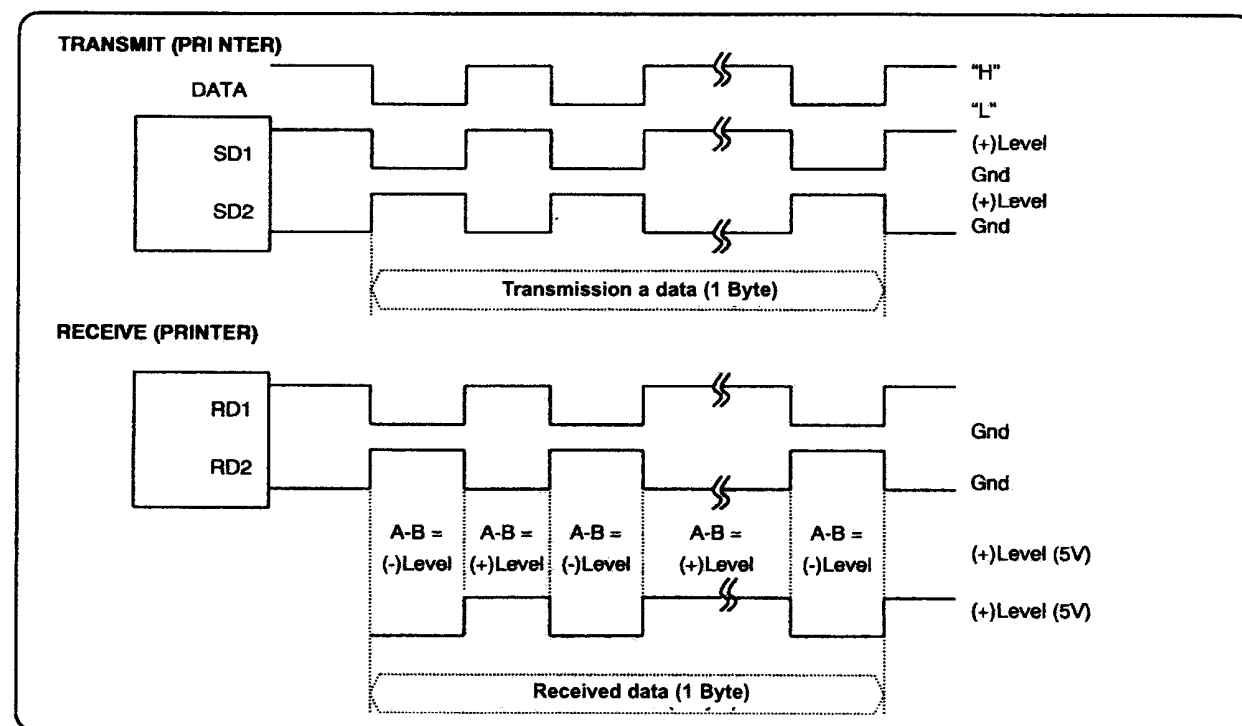 TRANSMIT (PRI NTER)
DATA
"H"
"L"
SD1
(+)Level
Gnd
SD2
(+)Level
Gnd
Transmission a data (1 Byte)
RECEIVE (PRINTER)
RD1
Gnd
RD2
Gnd
A-B = (-)Level
A-B = (+)Level
A-B = (-)Level
A-B = (+)Level
A-B = (-)Level
(+)Level (5V)
(+)Level (5V)
Received data (1 Byte)